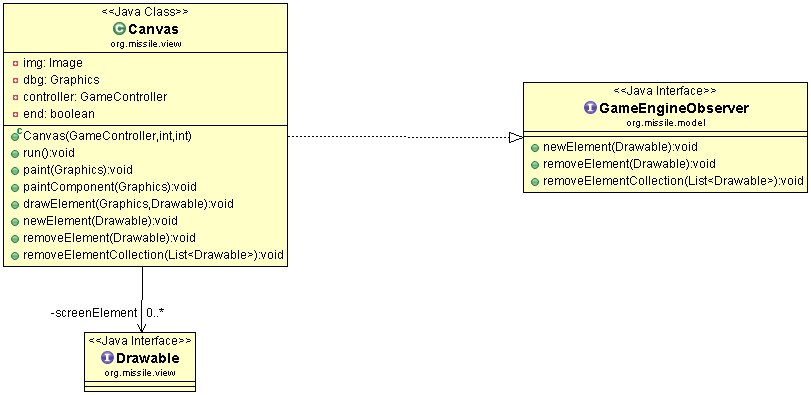 <<Java Class>>
Canvas
org.missile.view
img: Image
dbg: Graphics
controller: GameController
end: boolean
Canvas(GameController,int,int)
run():void
paint(Graphics):void
paintComponent(Graphics):void
drawElement(Graphics,Drawable):void
newElement(Drawable):void
removeElement(Drawable):void
removeElementCollection(List<Drawable>):void
<<Java Interface>>
GameEngineObserver
org.missile.model
newElement(Drawable):void
removeElement(Drawable):void
removeElementCollection(List<Drawable>):void
-screenElement 0..*
<<Java Interface>>
Drawable
org.missile.view